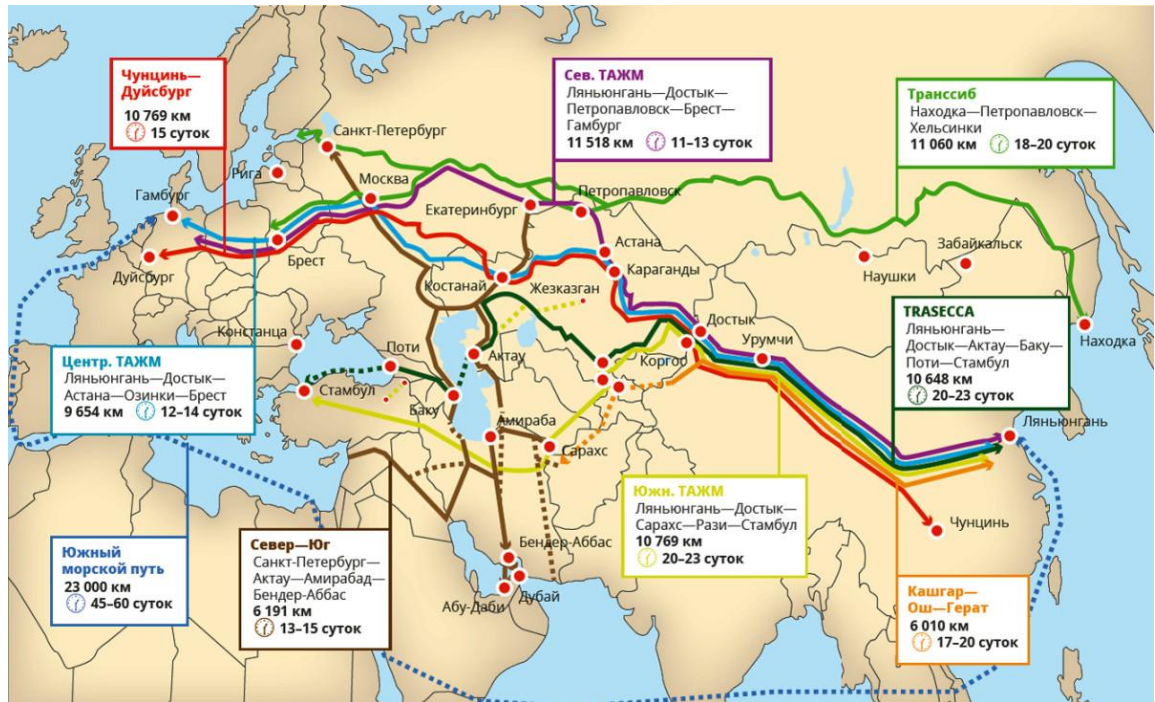 Чунцинь—
Дуйсбург
10 769 км
15 суток
Сев. ТАЖМ
Ляньюнгань—Достык—
Петропавловск—Брест—
Гамбург
11 518 км 11–13 суток
Транссиб
Находка—Петропавловск—
Хельсинки
11 060 км 18–20 суток
Санкт-Петербург
Рига
Москва
Гамбург
Екатеринбург
Петропавловск
Астана
Забайкальск
Наушки
Караганды
Брест
Дуйсбург
Костанай
Жезказган
Достык
Урумчи
Находка
TRASECCA
Ляньюнгань—
Достык—Актау—Баку—
Поти—Стамбул
10 648 км
20–23 суток
Констанца
Поти
Актау
Коргод
Центр. ТАЖМ
Ляньюнгань—Достык—
Астана—Озинки—Брест
9 654 км 12–14 суток
Стамбул
Баку
Амираба
Сарахс
Ляньюнгань
Южн. ТАЖМ
Ляньюнгань—Достык—
Сарахс—Рази—Стамбул
10 769 км
20–23 суток
Чунцинь
Южный
морской путь
23 000 км
45–60 суток
Север—Юг
Санкт-Петербург—
Актау—Амирабад—
Бендер-Аббас
6 191 км
13–15 суток
Бендер-Аббас
Дубай
Абу-Даби
Кашгар—
Ош—Герат
6 010 км
17–20 суток